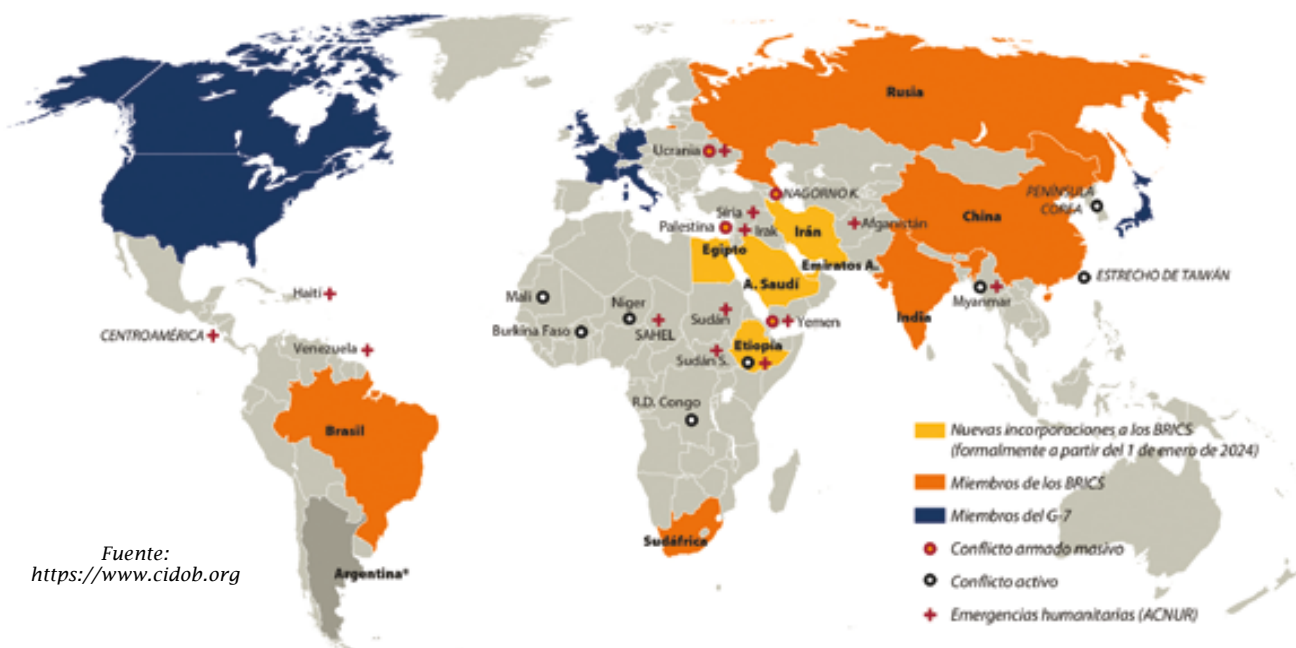 Rusia
Ucrania
NAGORNO K.
PENÍNSULA
COREA
China
Siria
Palestina
Irak
Afganistán
Irán
Egipto
Emiratos A.
A. Saudí
ESTRECHO DE TAIWÁN
Haití
Mali
Niger
Myanmar
Burkina Faso
SAHEL
Sudán
Yemen
India
CENTROAMÉRICA
Venezuela
Etiopía
Sudán S.
R.D. Congo
Brasil
Nuevas incorporaciones a los BRICS
(formalmente a partir del 1 de enero de 2024)
Miembros de los BRICS
Miembros del G-7
Sudáfrica
Conflicto armado masivo
Fuente:
https://www.cidob.org
Argentina*
Conflicto activo
Emergencias humanitarias (ACNUR)